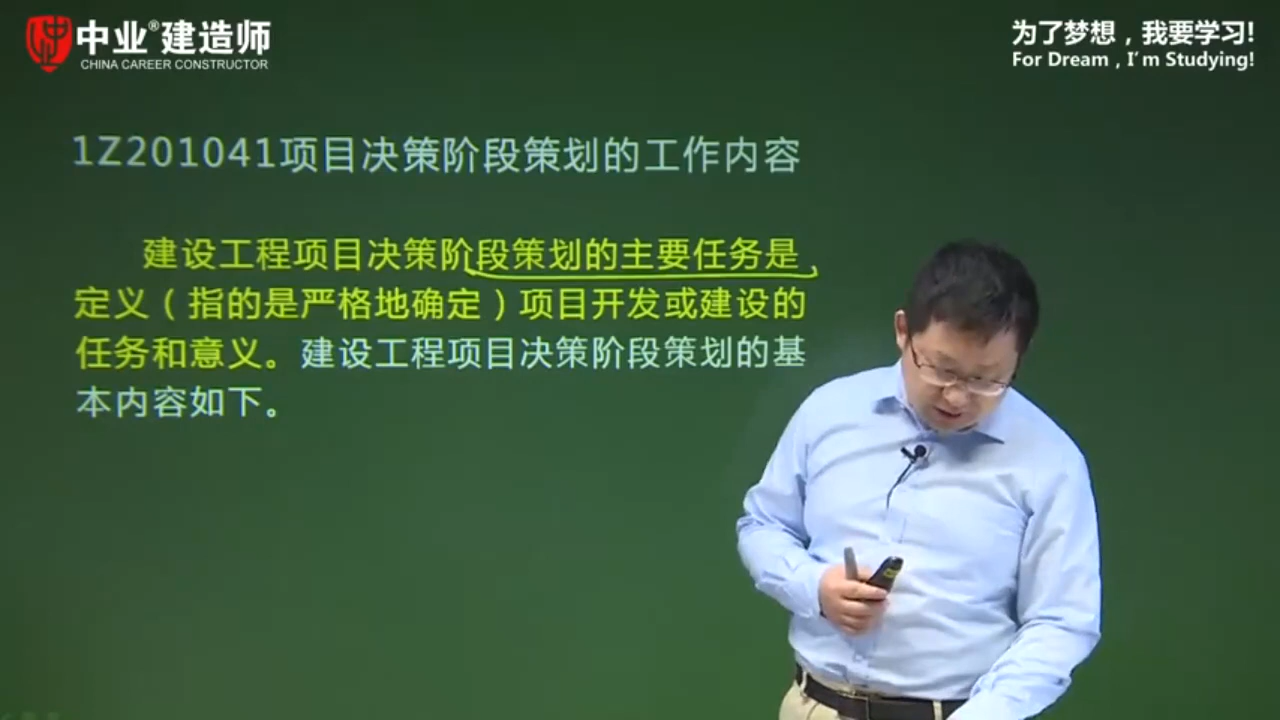 中业®建造师
CHINA CAREER CONSTRUCTOR
为了梦想，我要学习!
For Dream , I'm Studying!
1Z201041项目决策阶段策划的工作内容
建设工程项目决策阶段策划的主要任务是
定义（指的是严格地确定）项目开发或建设的
任务和意义。建设工程项目决策阶段策划的基
本内容如下。